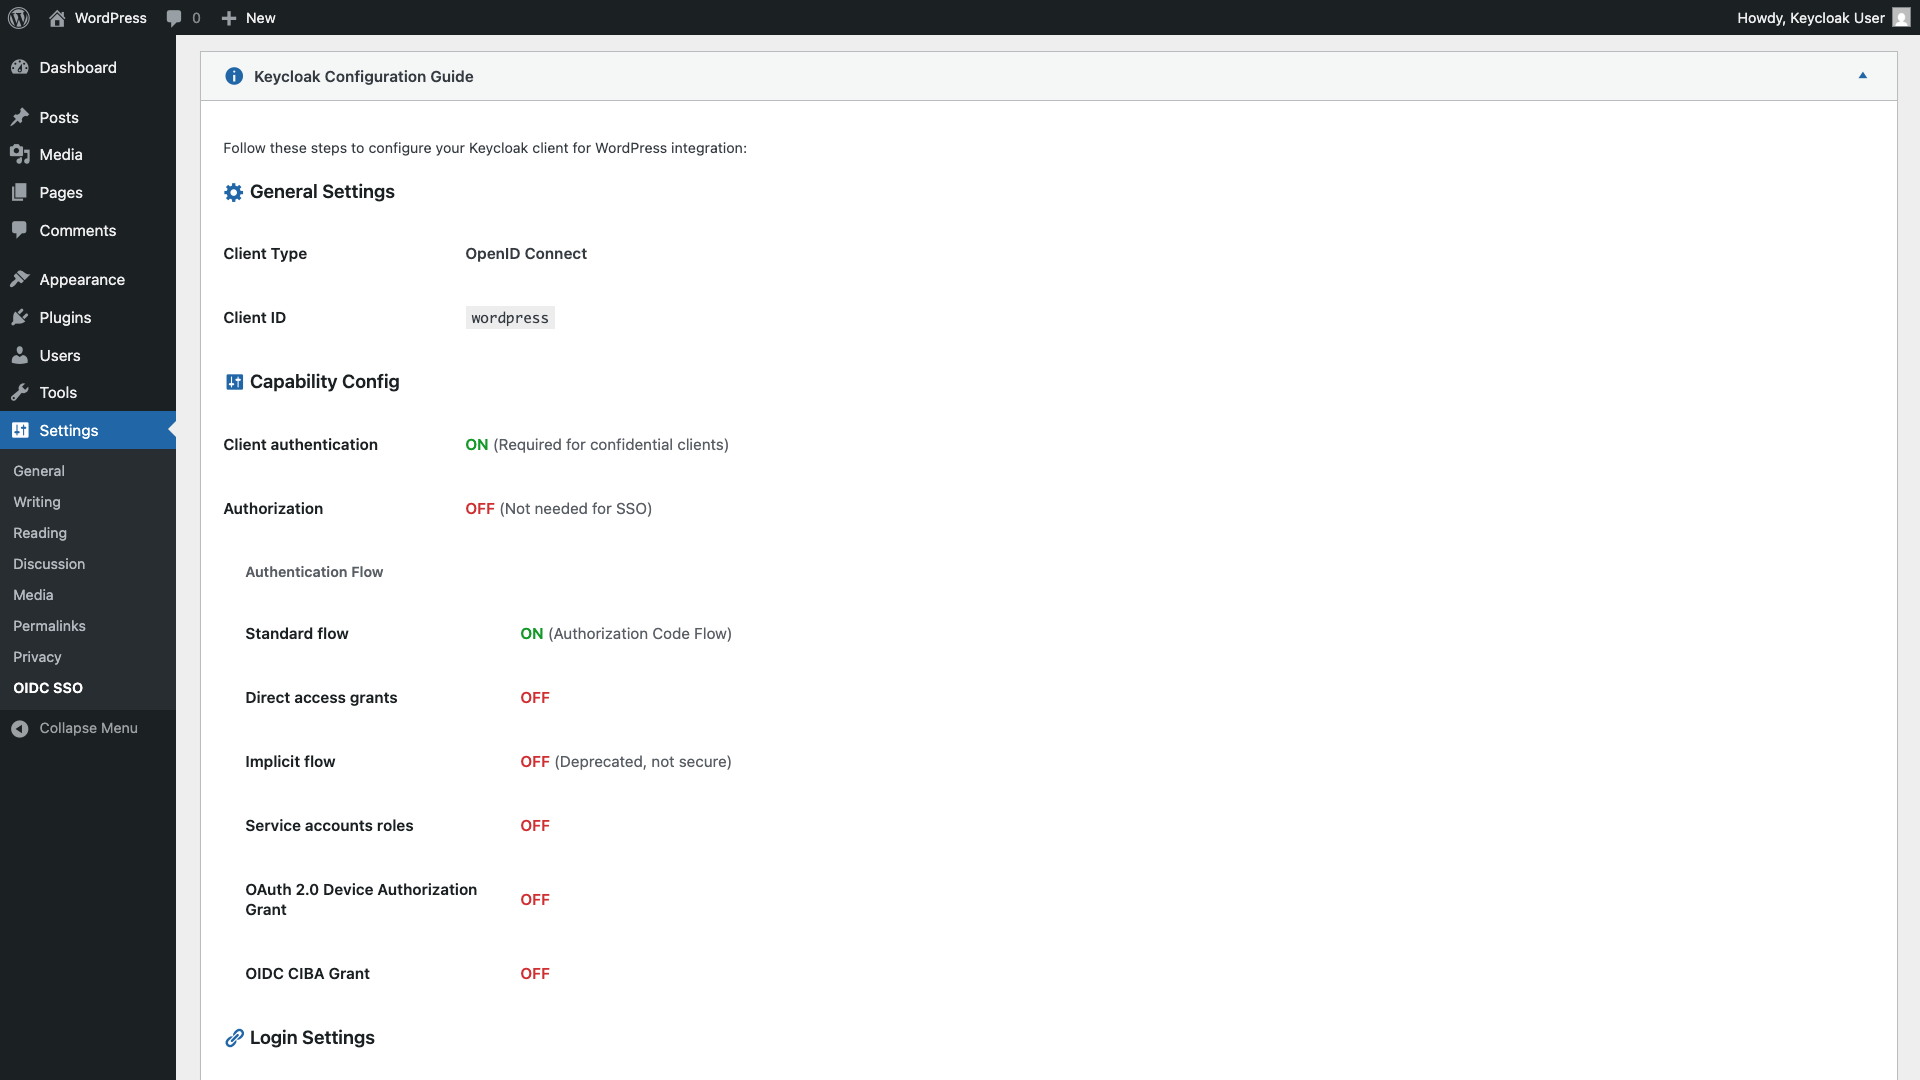 WordPress 0 New Howdy, Keycloak User
Dashboard
Posts
Media
Pages
Comments
Appearance
Plugins
Users
Tools
Settings
General
Writing
Reading
Discussion
Media
Permalinks
Privacy
OIDC SSO
Collapse Menu
Keycloak Configuration Guide
Follow these steps to configure your Keycloak client for WordPress integration:
General Settings
Client Type OpenID Connect
Client ID wordpress
Capability Config
Client authentication ON (Required for confidential clients)
Authorization OFF (Not needed for SSO)
Authentication Flow
Standard flow ON (Authorization Code Flow)
Direct access grants OFF
Implicit flow OFF (Deprecated, not secure)
Service accounts roles OFF
OAuth 2.0 Device Authorization
Grant OFF
OIDC CIBA Grant OFF
Login Settings